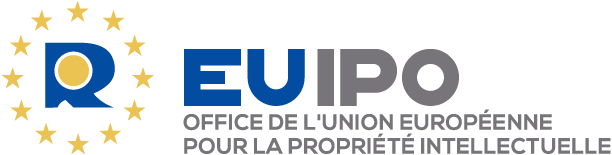 R
EUIPO
OFFICE DE L'UNION EUROPÉENNE
POUR LA PROPRIÉTÉ INTELLECTUELLE